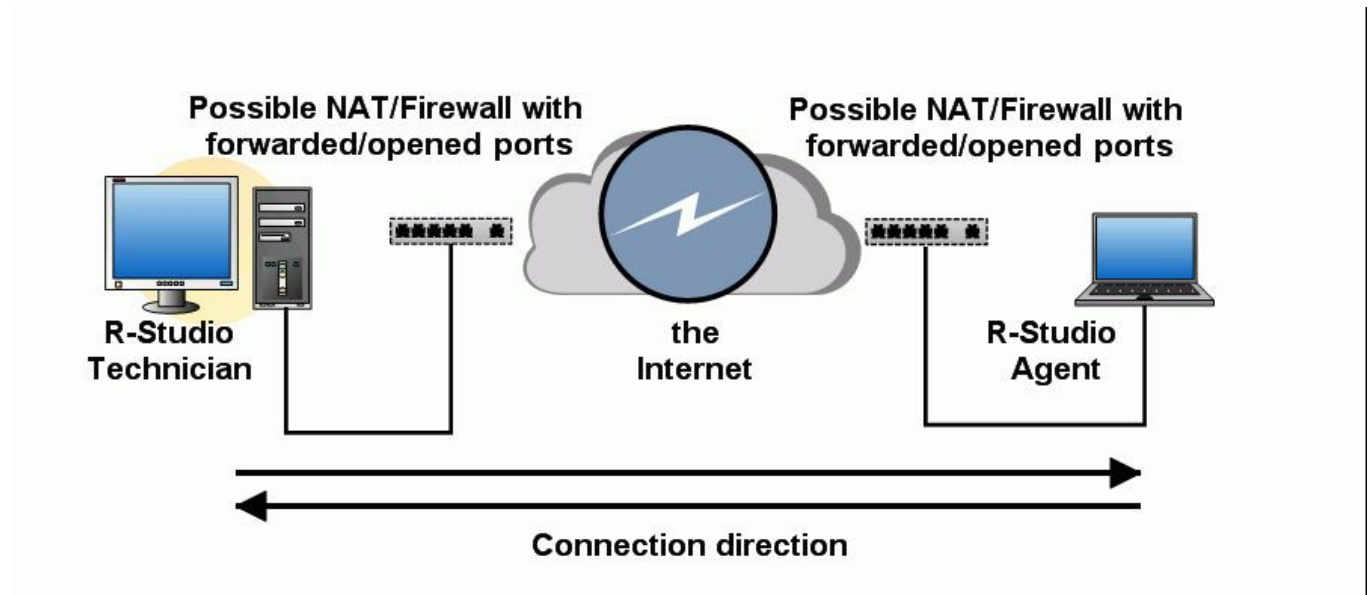 Possible NAT/Firewall with
forwarded/opened ports
Possible NAT/Firewall with
forwarded/opened ports
R-Studio
Technician
the
Internet
R-Studio
Agent
Connection direction